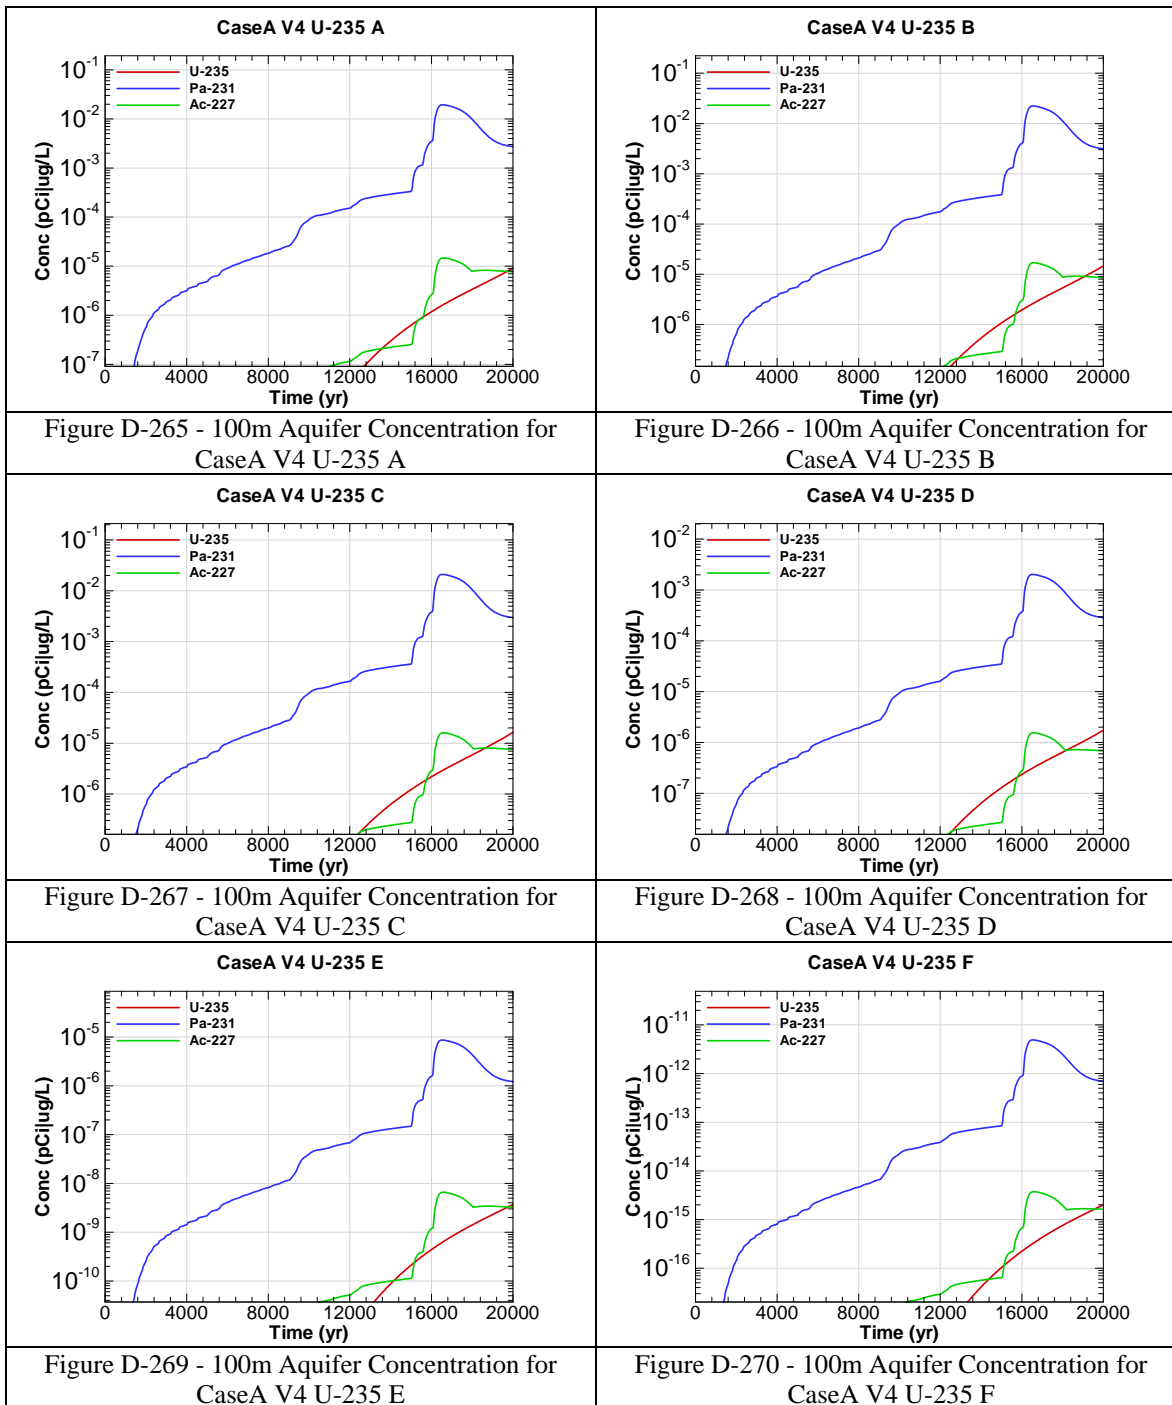 CaseA V4 U-235 A
U-235
Pa-231
Ac-227
Conc (pCi|ug/L)
10-1
10-2
10-3
10-4
10-5
10-6
10-7
0 4000 8000 12000 16000 20000
Time (yr)
Figure D-265 - 100m Aquifer Concentration for
CaseA V4 U-235 A
CaseA V4 U-235 B
U-235
Pa-231
Ac-227
Conc (pCi|ug/L)
10-1
10-2
10-3
10-4
10-5
10-6
0 4000 8000 12000 16000 20000
Time (yr)
Figure D-266 - 100m Aquifer Concentration for
CaseA V4 U-235 B
CaseA V4 U-235 C
U-235
Pa-231
Ac-227
Conc (pCi|ug/L)
10-1
10-2
10-3
10-4
10-5
10-6
0 4000 8000 12000 16000 20000
Time (yr)
Figure D-267 - 100m Aquifer Concentration for
CaseA V4 U-235 C
CaseA V4 U-235 D
U-235
Pa-231
Ac-227
Conc (pCi|ug/L)
10-2
10-3
10-4
10-5
10-6
10-7
0 4000 8000 12000 16000 20000
Time (yr)
Figure D-268 - 100m Aquifer Concentration for
CaseA V4 U-235 D
CaseA V4 U-235 E
U-235
Pa-231
Ac-227
Conc (pCi|ug/L)
10-5
10-6
10-7
10-8
10-9
10-10
0 4000 8000 12000 16000 20000
Time (yr)
Figure D-269 - 100m Aquifer Concentration for
CaseA V4 U-235 E
CaseA V4 U-235 F
U-235
Pa-231
Ac-227
Conc (pCi|ug/L)
10-11
10-12
10-13
10-14
10-15
10-16
0 4000 8000 12000 16000 20000
Time (yr)
Figure D-270 - 100m Aquifer Concentration for
CaseA V4 U-235 F